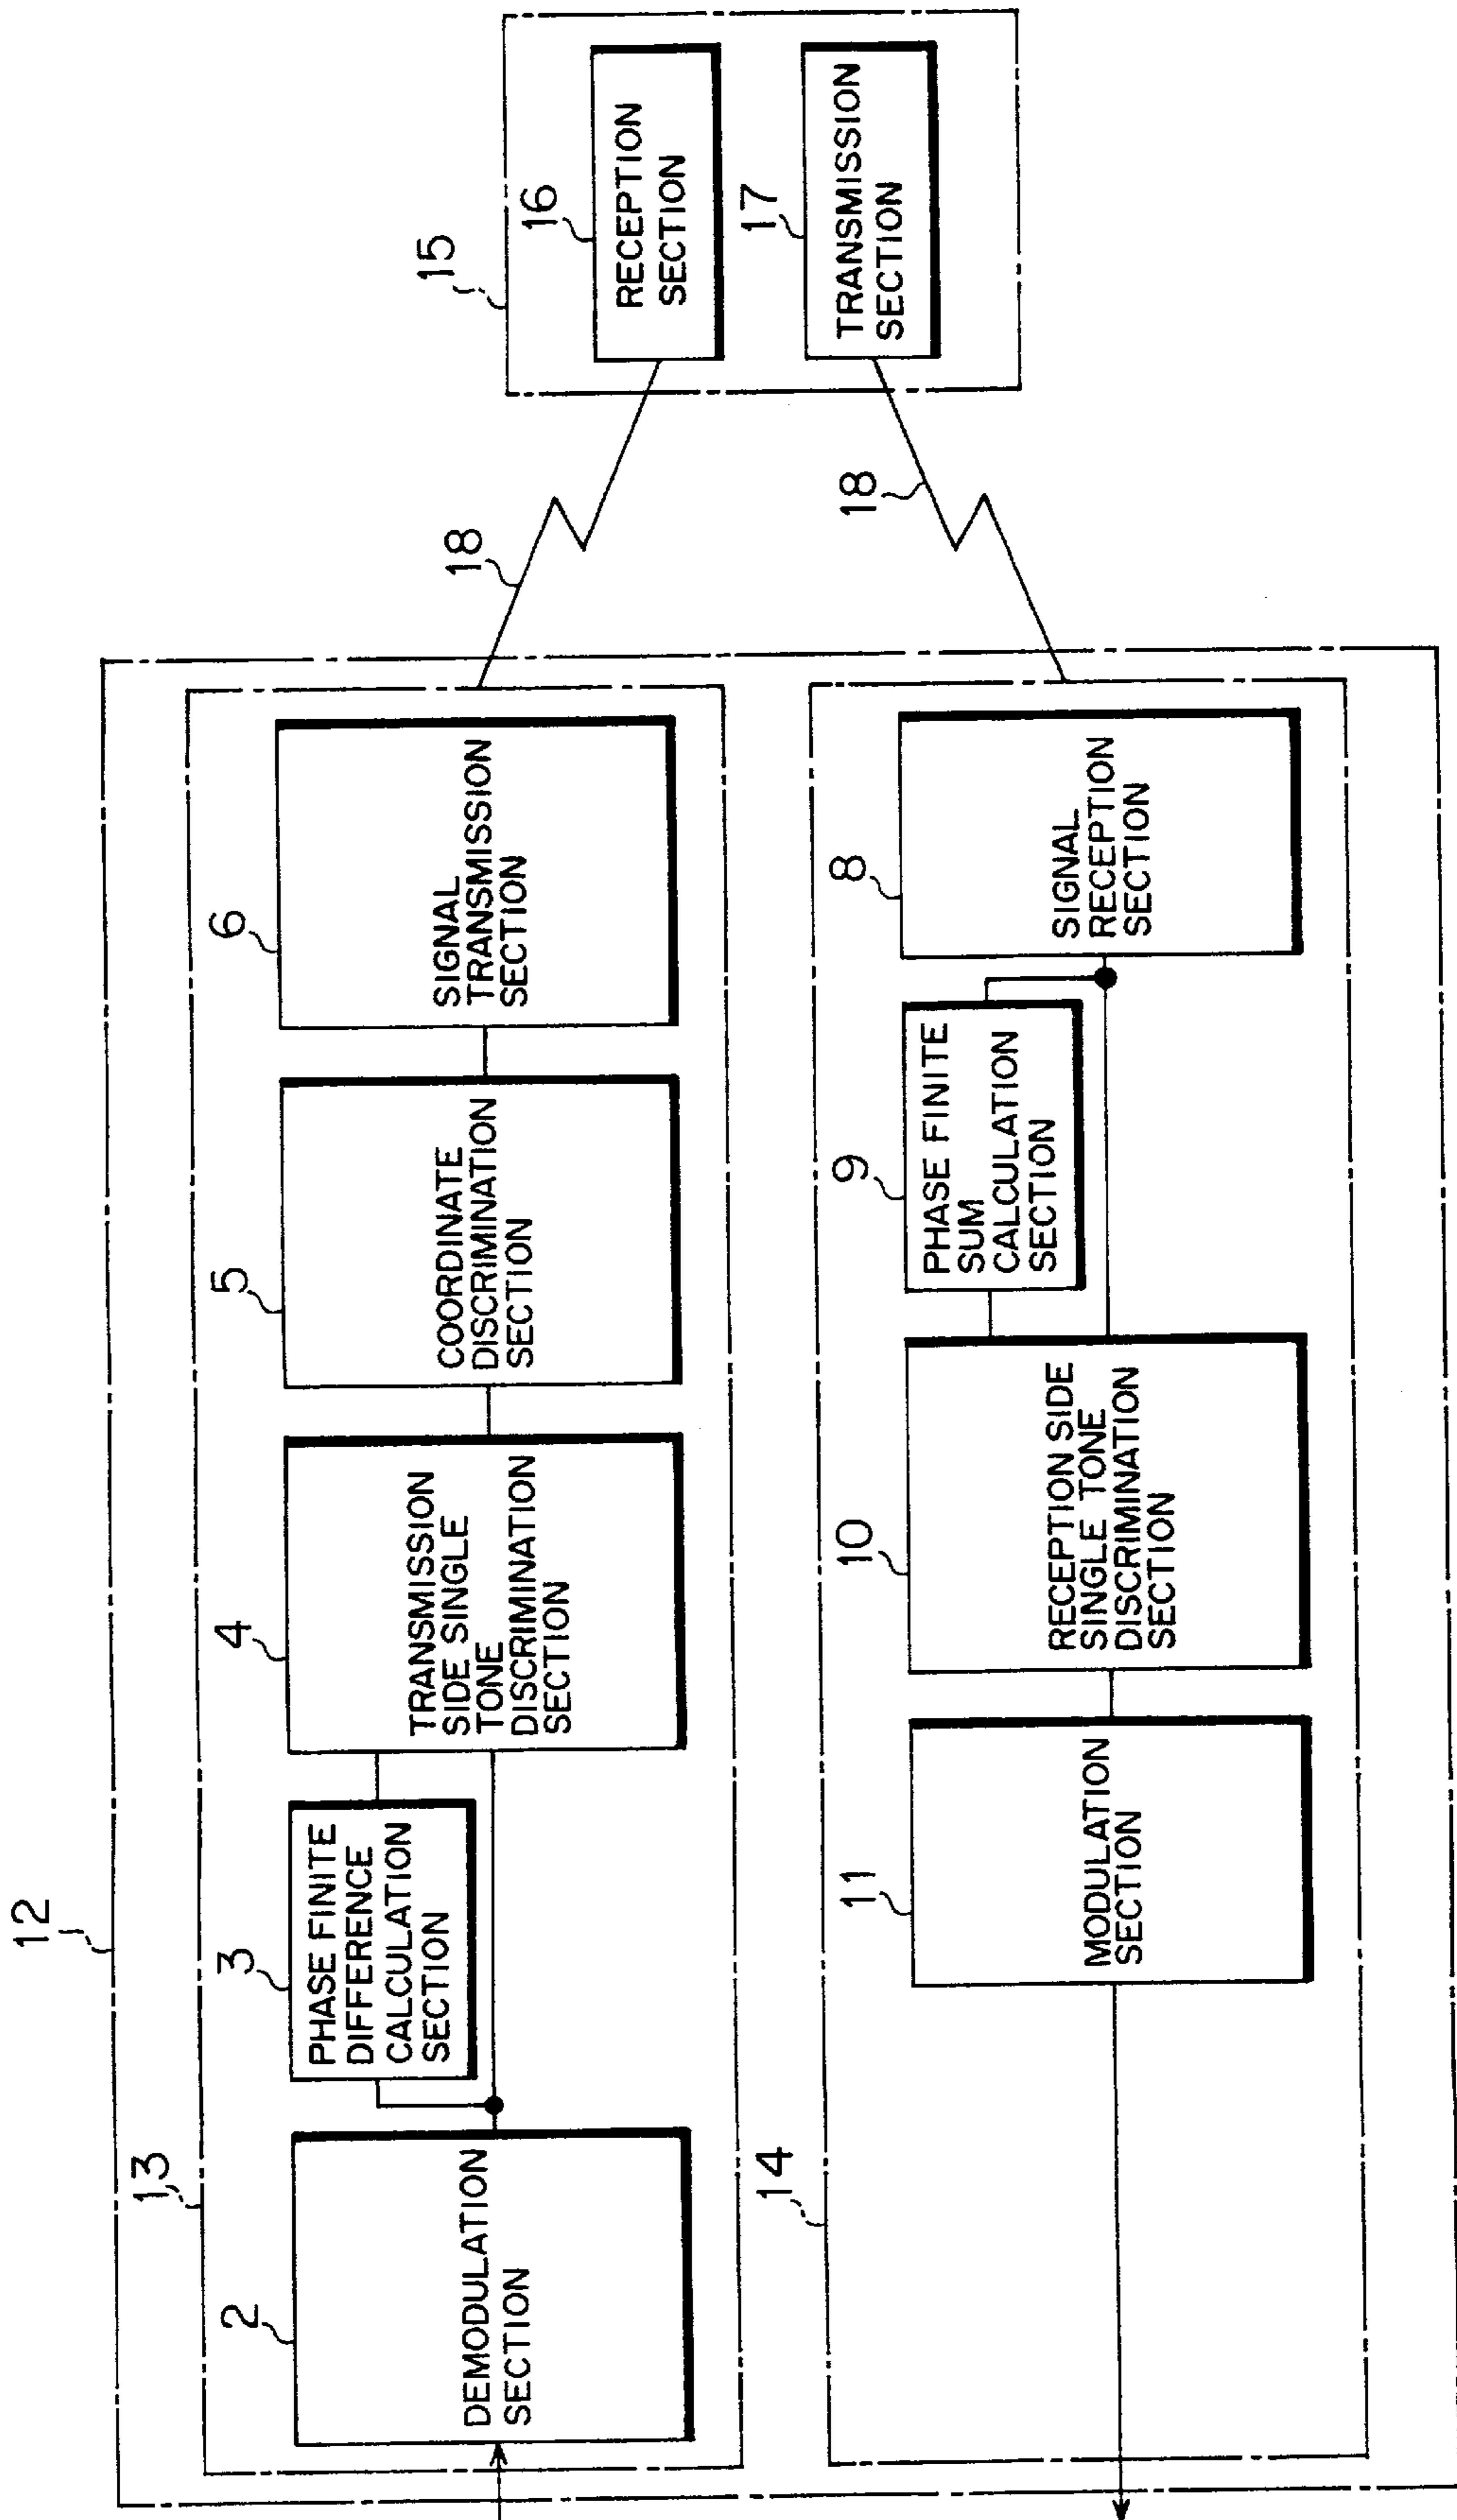 12
13
2
DEMODULATION
SECTION
3
PHASE FINITE
DIFFERENCE
CALCULATION
SECTION
4
TRANSMISSION
SIDE SINGLE
TONE
DISCRIMINATION
SECTION
5
COORDINATE
DISCRIMINATION
SECTION
6
SIGNAL
TRANSMISSION
SECTION
18
15
16
RECEPTION
SECTION
17
TRANSMISSION
SECTION
18
14
11
MODULATION
SECTION
10
RECEPTION SIDE
SINGLE TONE
DISCRIMINATION
SECTION
9
PHASE FINITE
SUM
CALCULATION
SECTION
8
SIGNAL
RECEPTION
SECTION